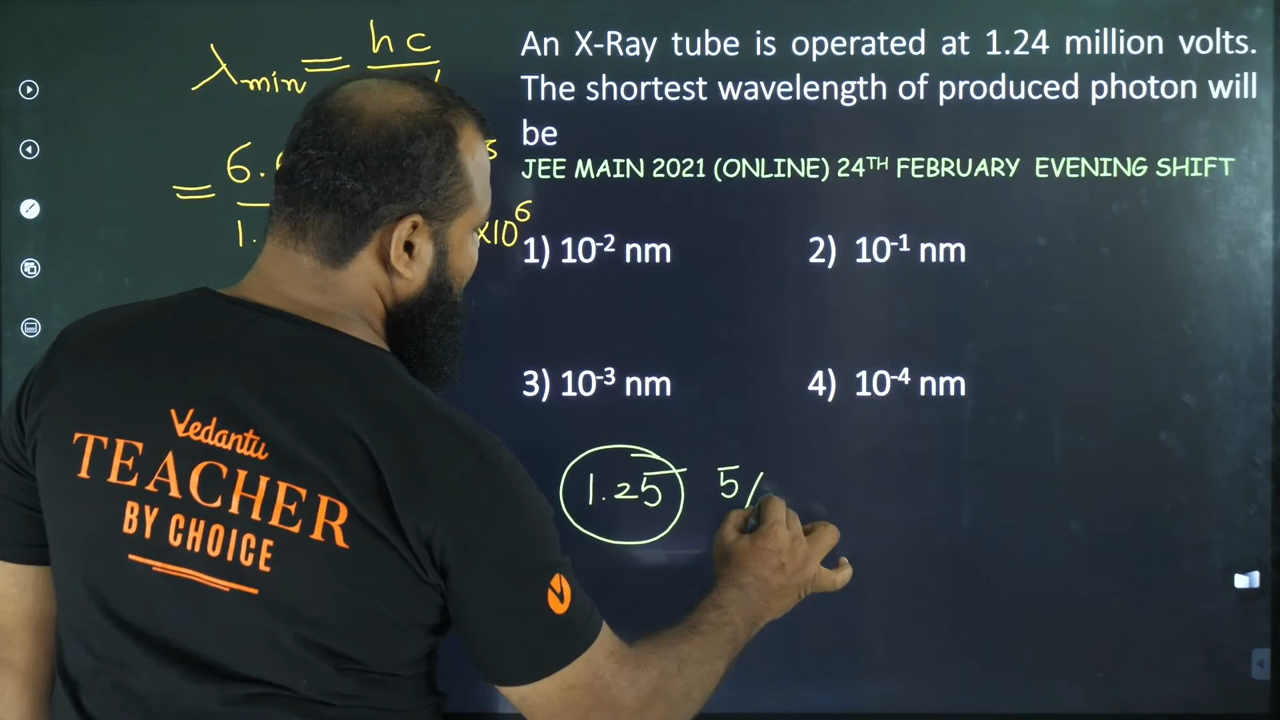 λmin = hc
= 6.
1. ×10⁶
An X-Ray tube is operated at 1.24 million volts.
The shortest wavelength of produced photon will
be
JEE MAIN 2021 (ONLINE) 24TH FEBRUARY EVENING SHIFT
1) 10⁻² nm 2) 10⁻¹ nm
3) 10⁻³ nm 4) 10⁻⁴ nm
1.25 5/
Vedantu
TEACHER
BY CHOICE